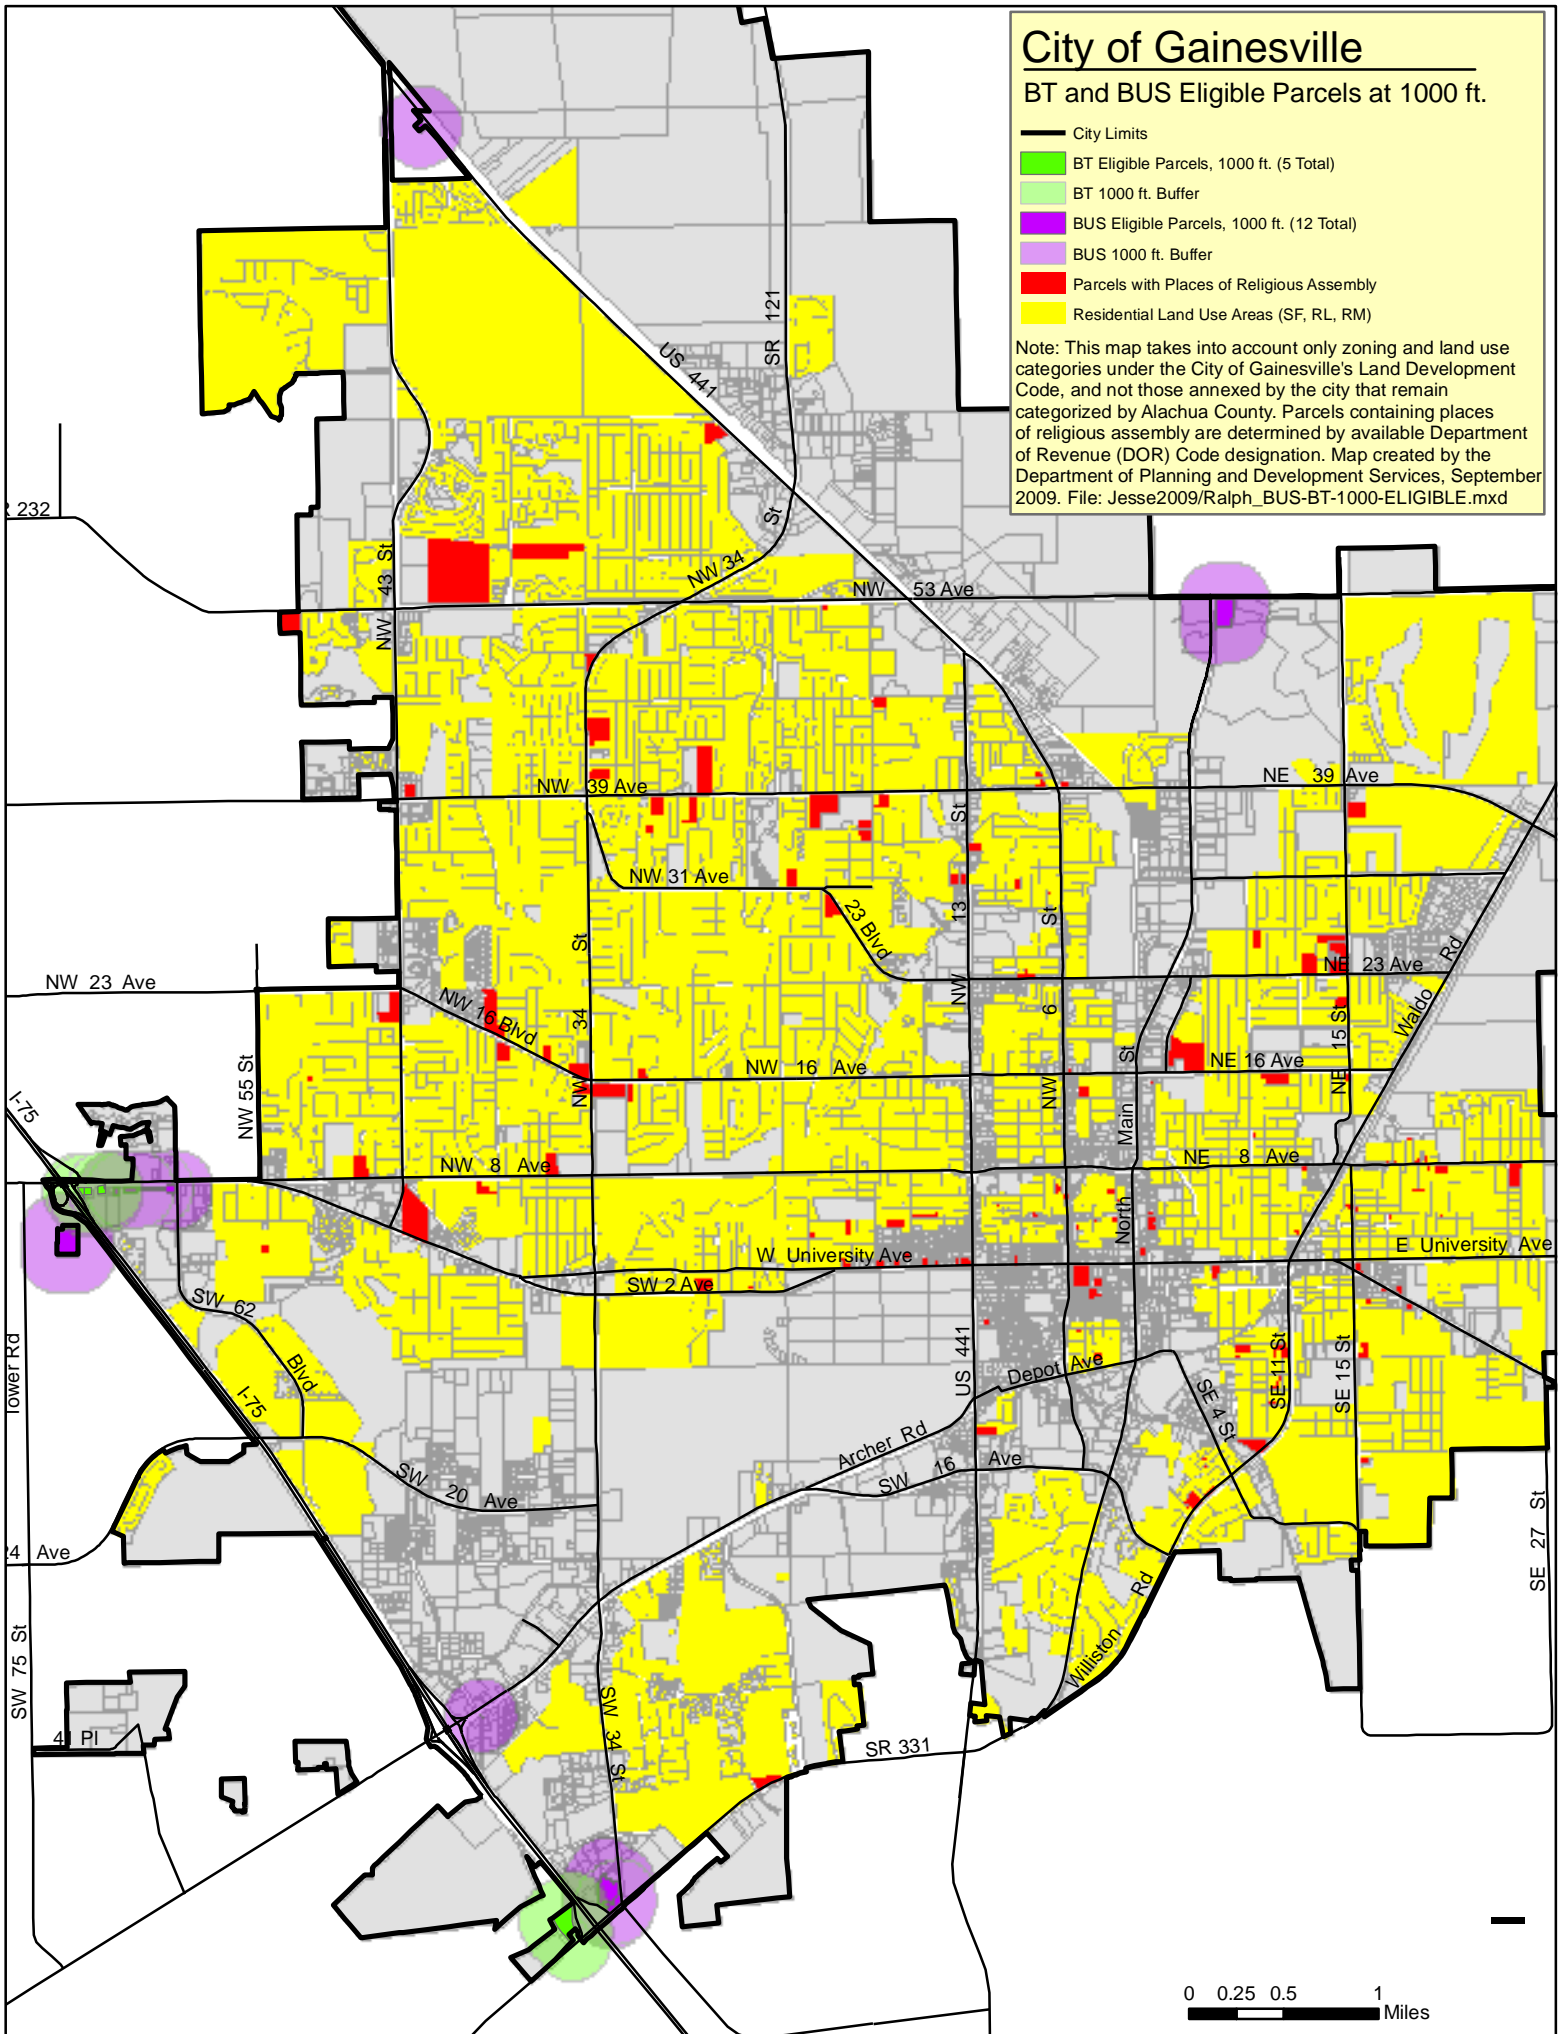 City of Gainesville
BT and BUS Eligible Parcels at 1000 ft.
City Limits
BT Eligible Parcels, 1000 ft. (5 Total)
BT 1000 ft. Buffer
BUS Eligible Parcels, 1000 ft. (12 Total)
BUS 1000 ft. Buffer
Parcels with Places of Religious Assembly
Residential Land Use Areas (SF, RL, RM)
Note: This map takes into account only zoning and land use
categories under the City of Gainesville's Land Development
Code, and not those annexed by the city that remain
categorized by Alachua County. Parcels containing places
of religious assembly are determined by available Department
of Revenue (DOR) Code designation. Map created by the
Department of Planning and Development Services, September
2009. File: Jesse2009/Ralph_BUS-BT-1000-ELIGIBLE.mxd
SR 121
US 441
R 232
NW 43 St
NW 34 St
NW 53 Ave
NW 39 Ave
NE 39 Ave
NW 31 Ave
23 Blvd
NW 13 St
NW 6 St
NW 34 St
NW 23 Ave
NE 23 Ave
NW 16 Blvd
NW 16 Ave
NE 16 Ave
NE 15 St
Waldo Rd
NW 55 St
North Main St
I-75
NW 8 Ave
NE 8 Ave
W University Ave
E University Ave
SW 2 Ave
SW 62 Blvd
Tower Rd
I-75
US 441
Depot Ave
SE 4 St
SE 11 St
SE 15 St
Archer Rd
SW 16 Ave
SW 20 Ave
24 Ave
SE 27 St
SW 75 St
Williston Rd
41 Pl
SW 34 St
SR 331
0 0.25 0.5 1
Miles